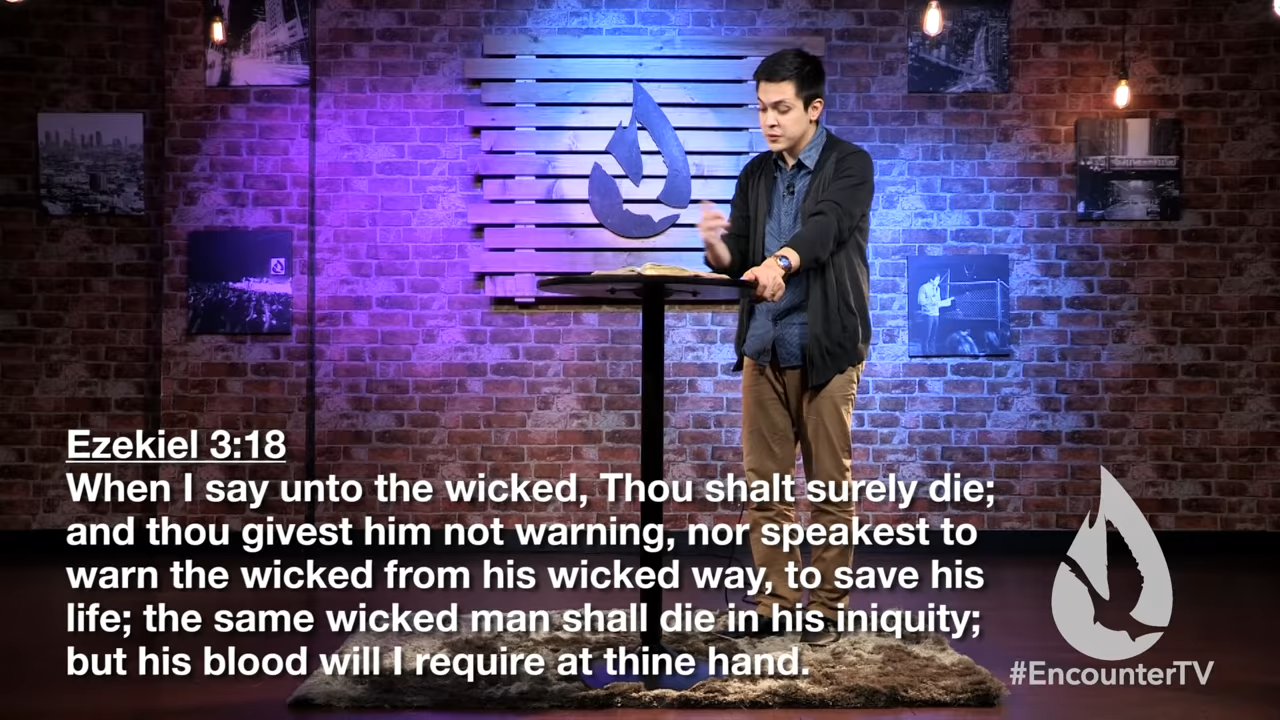 Ezekiel 3:18
When I say unto the wicked, Thou shalt surely die;
and thou givest him not warning, nor speakest to
warn the wicked from his wicked way, to save his
life; the same wicked man shall die in his iniquity;
but his blood will I require at thine hand.
#EncounterTV